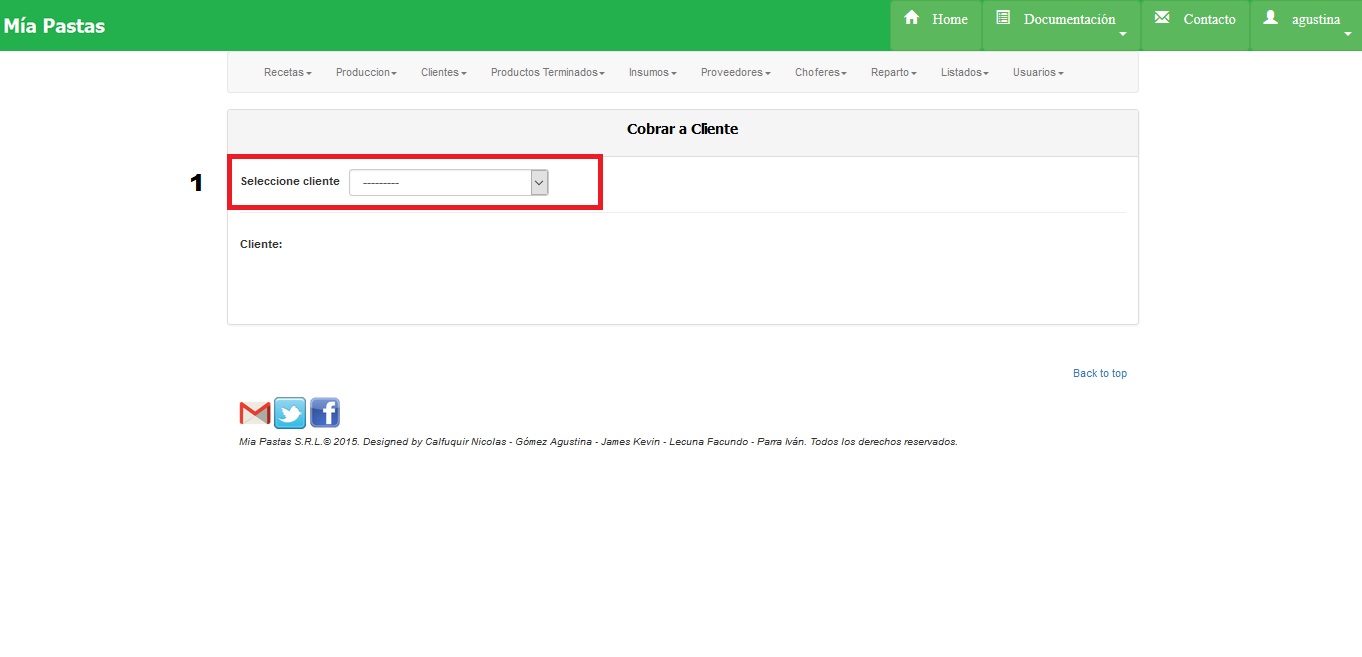 Mía Pastas
Home Documentación Contacto agustina
Recetas Produccion Clientes Productos Terminados Insumos Proveedores Choferes Reparto Listados Usuarios
Cobrar a Cliente
1 Seleccione cliente ---------
Cliente:
Back to top
Mia Pastas S.R.L.© 2015. Designed by Calfuquir Nicolas - Gómez Agustina - James Kevin - Lecuna Facundo - Parra Iván. Todos los derechos reservados.